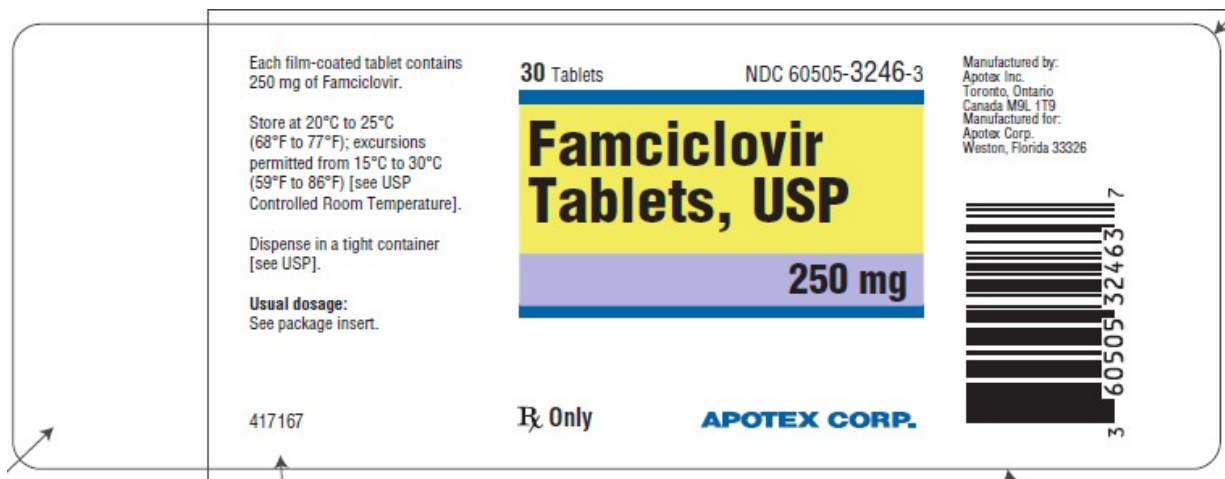 Each film-coated tablet contains
250 mg of Famciclovir.
Store at 20°C to 25°C
(68°F to 77°F); excursions
permitted from 15°C to 30°C
(59°F to 86°F) [see USP
Controlled Room Temperature].
Dispense in a tight container
[see USP].
Usual dosage:
See package insert.
417167
30 Tablets
NDC 60505-3246-3
Famciclovir
Tablets, USP
250 mg
Rx Only
APOTEX CORP.
Manufactured by:
Apotex Inc.
Toronto, Ontario
Canada M9L 1T9
Manufactured for:
Apotex Corp.
Weston, Florida 33326
3 60505 32463 7